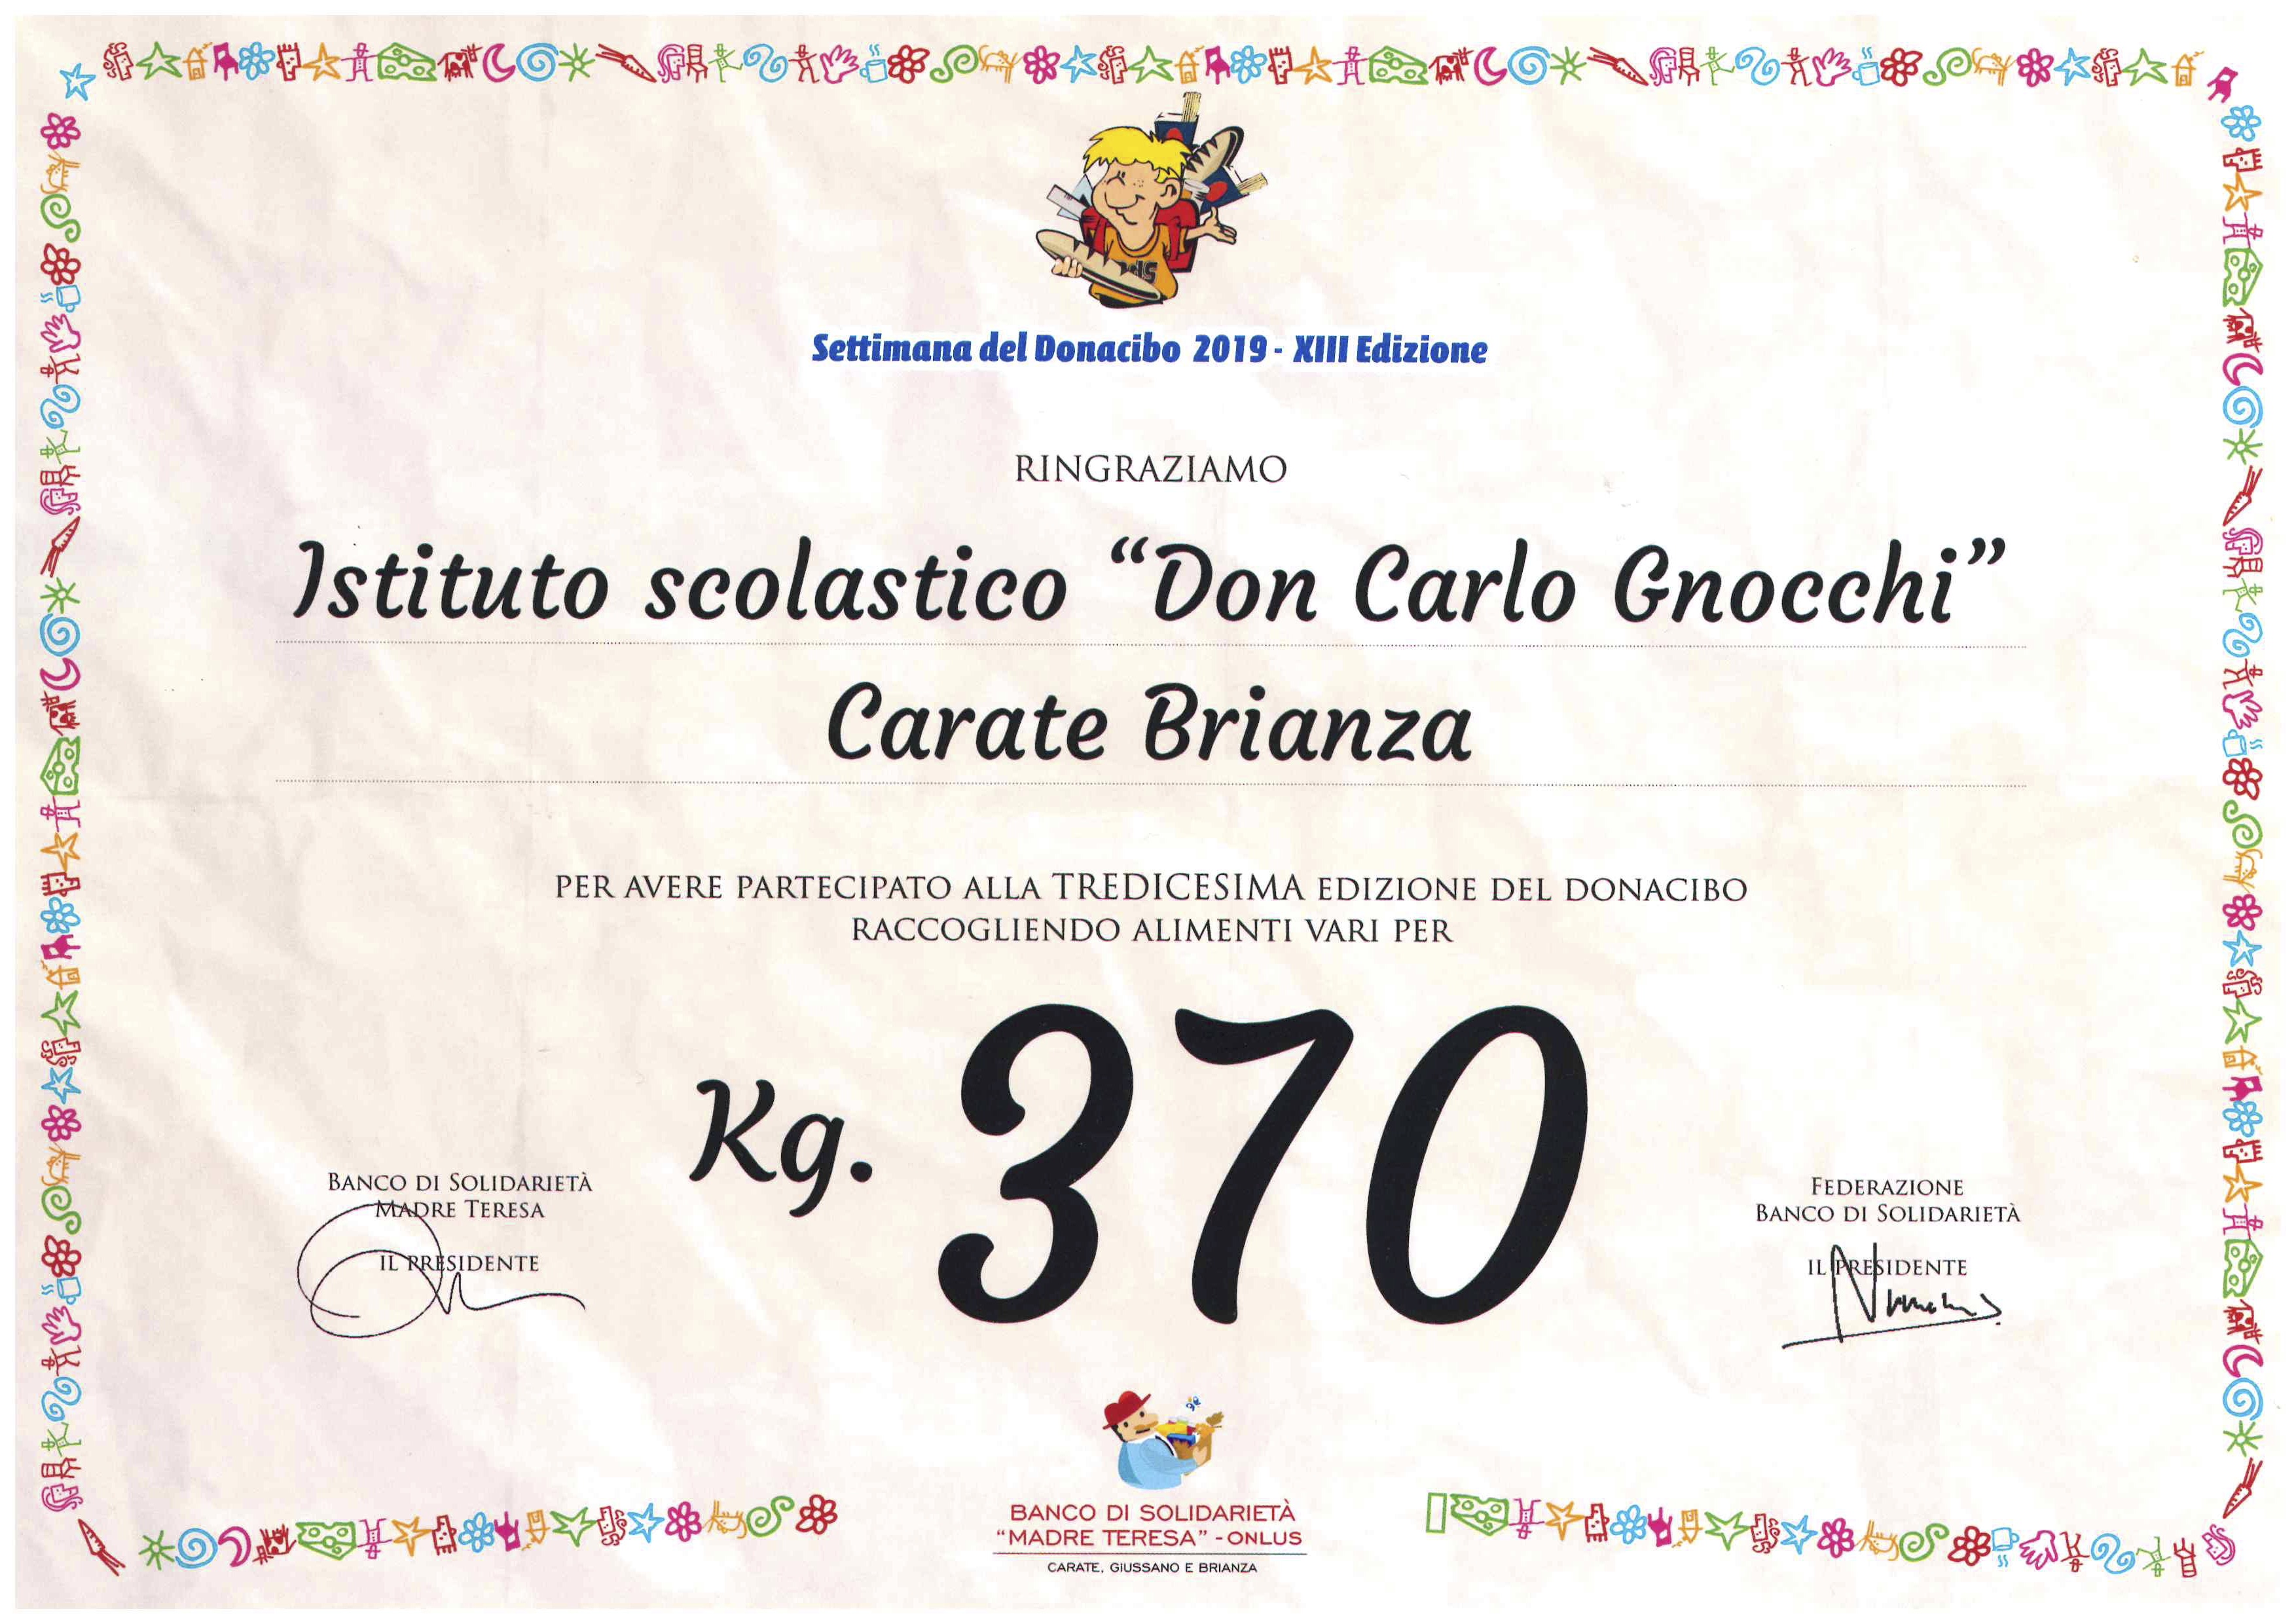 Settimana del Donacibo 2019 - XIII Edizione
RINGRAZIAMO
Istituto scolastico “Don Carlo Gnocchi”
Carate Brianza
PER AVERE PARTECIPATO ALLA TREDICESIMA EDIZIONE DEL DONACIBO
RACCOGLIENDO ALIMENTI VARI PER
Kg. 370
BANCO DI SOLIDARIETÀ
MADRE TERESA
IL PRESIDENTE
FEDERAZIONE
BANCO DI SOLIDARIETÀ
IL PRESIDENTE
BANCO DI SOLIDARIETÀ
“MADRE TERESA” - ONLUS
CARATE, GIUSSANO E BRIANZA